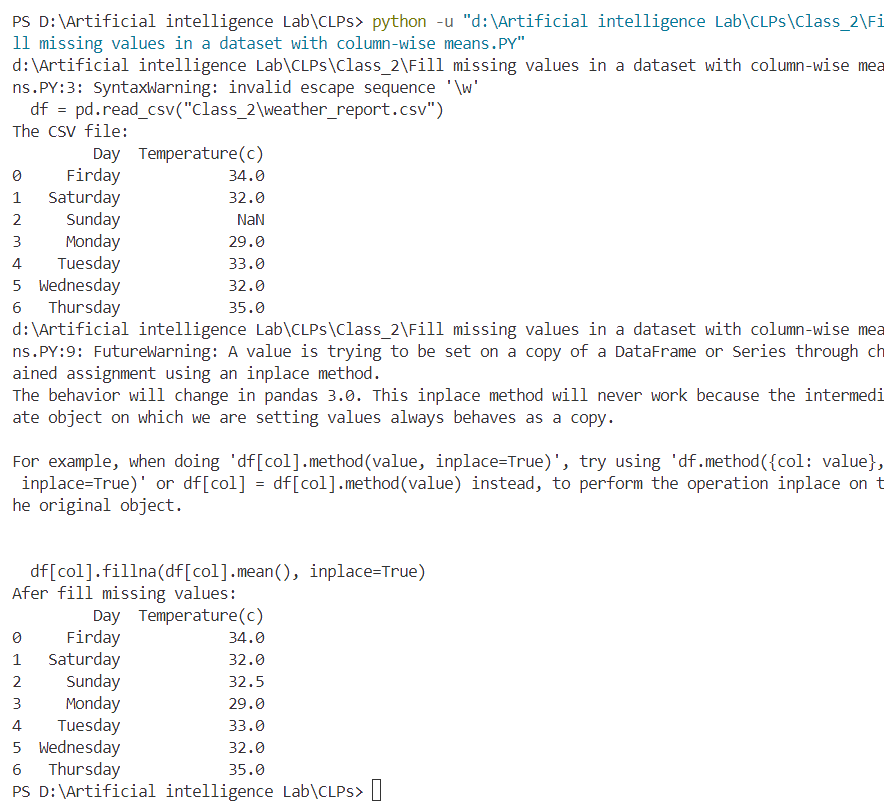 PS D:\Artificial intelligence Lab\CLPs> python -u "d:\Artificial intelligence Lab\CLPs\Class_2\Fi
ll missing values in a dataset with column-wise means.PY"
d:\Artificial intelligence Lab\CLPs\Class_2\Fill missing values in a dataset with column-wise mea
ns.PY:3: SyntaxWarning: invalid escape sequence '\w'
  df = pd.read_csv("Class_2\weather_report.csv")
The CSV file:
         Day  Temperature(c)
0     Firday            34.0
1   Saturday            32.0
2     Sunday             NaN
3     Monday            29.0
4    Tuesday            33.0
5  Wednesday            32.0
6   Thursday            35.0
d:\Artificial intelligence Lab\CLPs\Class_2\Fill missing values in a dataset with column-wise mea
ns.PY:9: FutureWarning: A value is trying to be set on a copy of a DataFrame or Series through ch
ained assignment using an inplace method.
The behavior will change in pandas 3.0. This inplace method will never work because the intermedi
ate object on which we are setting values always behaves as a copy.

For example, when doing 'df[col].method(value, inplace=True)', try using 'df.method({col: value},
 inplace=True)' or df[col] = df[col].method(value) instead, to perform the operation inplace on t
he original object.


  df[col].fillna(df[col].mean(), inplace=True)
Afer fill missing values:
         Day  Temperature(c)
0     Firday            34.0
1   Saturday            32.0
2     Sunday            32.5
3     Monday            29.0
4    Tuesday            33.0
5  Wednesday            32.0
6   Thursday            35.0
PS D:\Artificial intelligence Lab\CLPs>